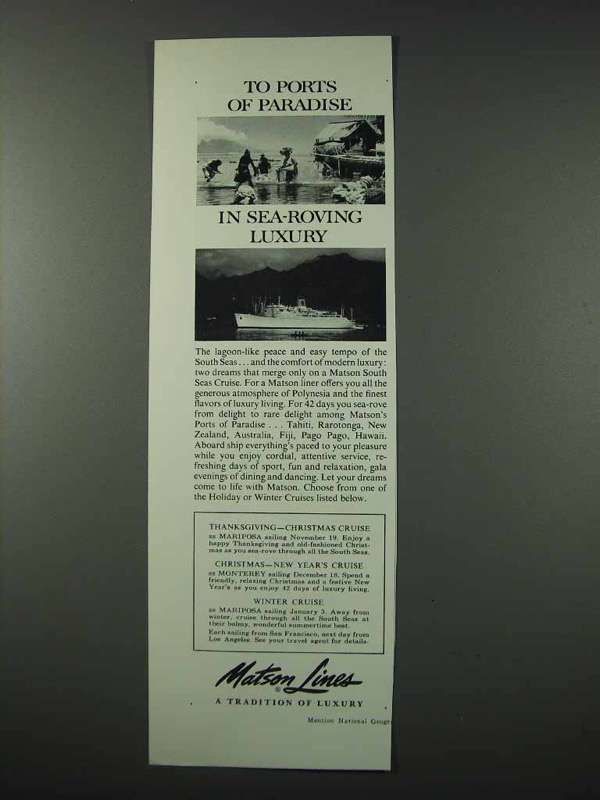 TO PORTS
OF PARADISE
IN SEA-ROVING
LUXURY
The lagoon-like peace and easy tempo of the
South Seas... and the comfort of modern luxury:
two dreams that merge only on a Matson South
Seas Cruise. For a Matson liner offers you all the
generous atmosphere of Polynesia and the finest
flavors of luxury living. For 42 days you sea-rove
from delight to rare delight among Matson's
Ports of Paradise . . . Tahiti, Rarotonga, New
Zealand, Australia, Fiji, Pago Pago, Hawaii.
Aboard ship everything's paced to your pleasure
while you enjoy cordial, attentive service, re-
freshing days of sport, fun and relaxation, gala
evenings of dining and dancing. Let your dreams
come to life with Matson. Choose from one of
the Holiday or Winter Cruises listed below.
THANKSGIVING—CHRISTMAS CRUISE
ss MARIPOSA sailing November 19. Enjoy a
happy Thanksgiving and old-fashioned Christ-
mas as you sea-rove through all the South Seas.
CHRISTMAS—NEW YEAR'S CRUISE
ss MONTEREY sailing December 18. Spend a
friendly, relaxing Christmas and a festive New
Year's as you enjoy 42 days of luxury living.
WINTER CRUISE
ss MARIPOSA sailing January 3. Away from
winter, cruise through all the South Seas at
their balmy, wonderful summertime best.
Each sailing from San Francisco, next day from
Los Angeles. See your travel agent for details.
Matson Lines
®
A TRADITION OF LUXURY
Mention National Geogr